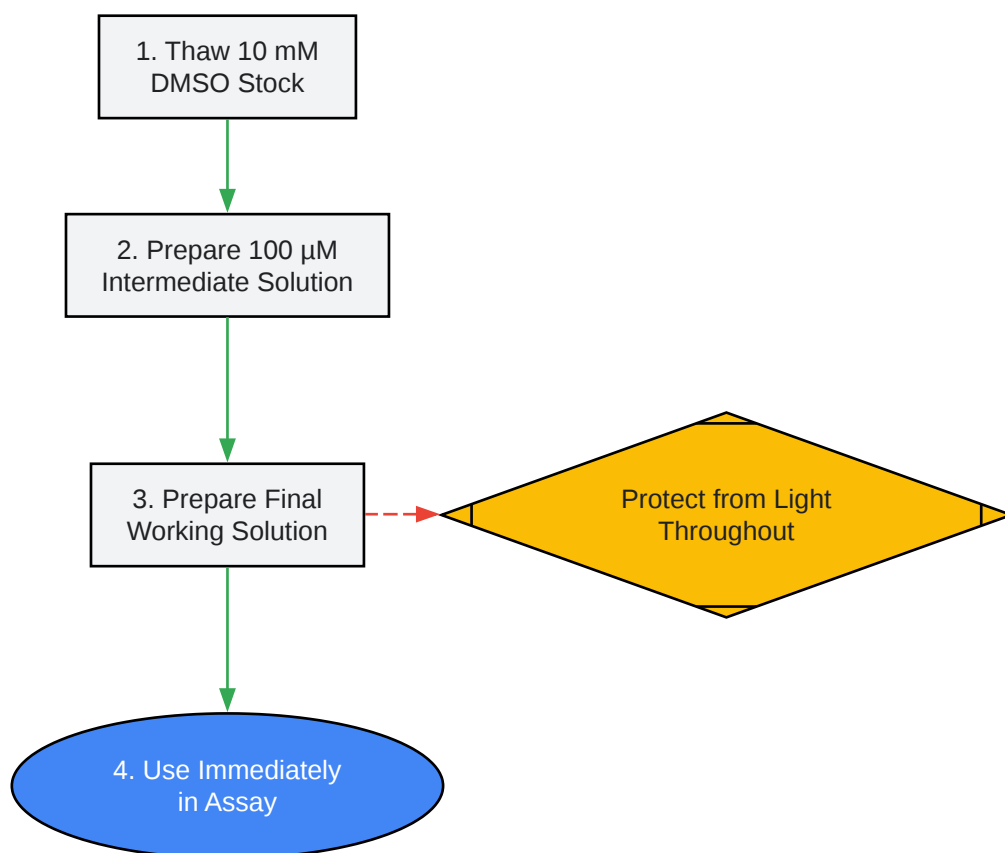 1. Thaw 10 mM
DMSO Stock
2. Prepare 100 µM
Intermediate Solution
3. Prepare Final
Working Solution
Protect from Light
Throughout
4. Use Immediately
in Assay